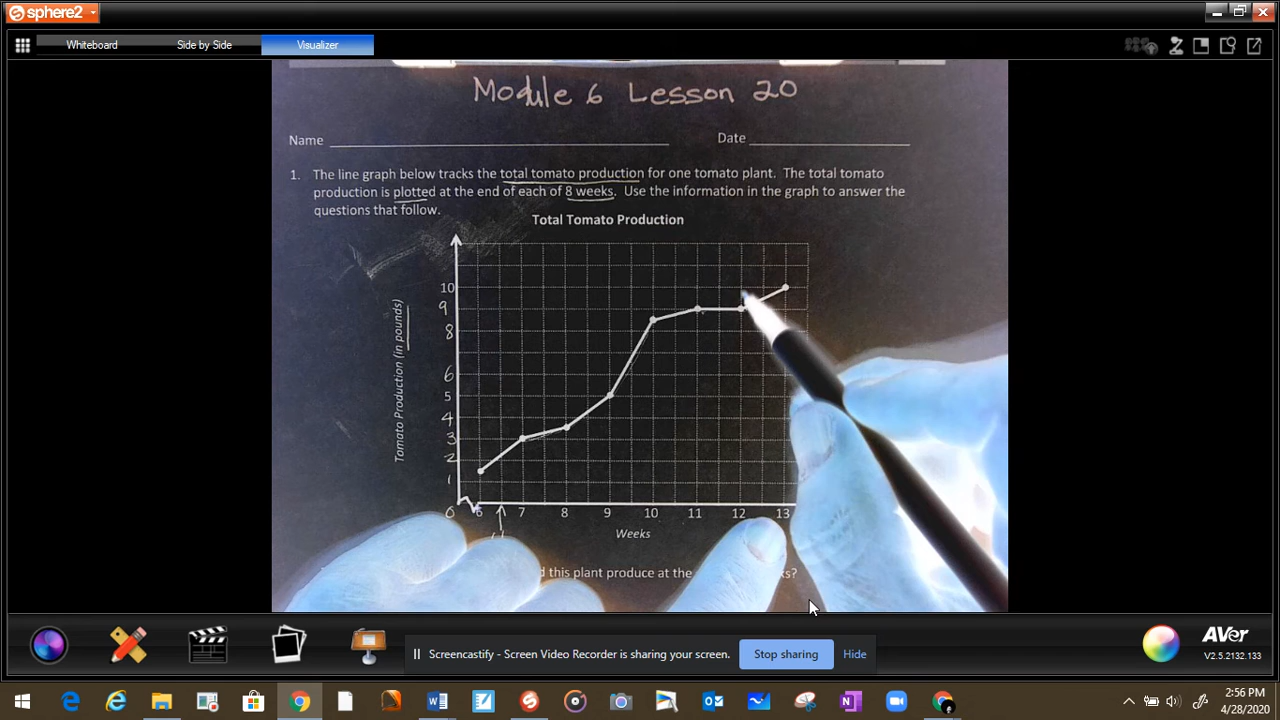 sphere2
Whiteboard
Side by Side
Visualizer
Module 6 Lesson 20
Name
Date
1. The line graph below tracks the total tomato production for one tomato plant. The total tomato
production is plotted at the end of each of 8 weeks. Use the information in the graph to answer the
questions that follow.
Total Tomato Production
Tomato Production (in pounds)
10
9
8
6
5
4
3
2
1
0
6 7 8 9 10 11 12 13
Weeks
this plant produce at the
Screencastify - Screen Video Recorder is sharing your screen.
Stop sharing
Hide
AVer
V2.5.2132.133
2:56 PM
4/28/2020